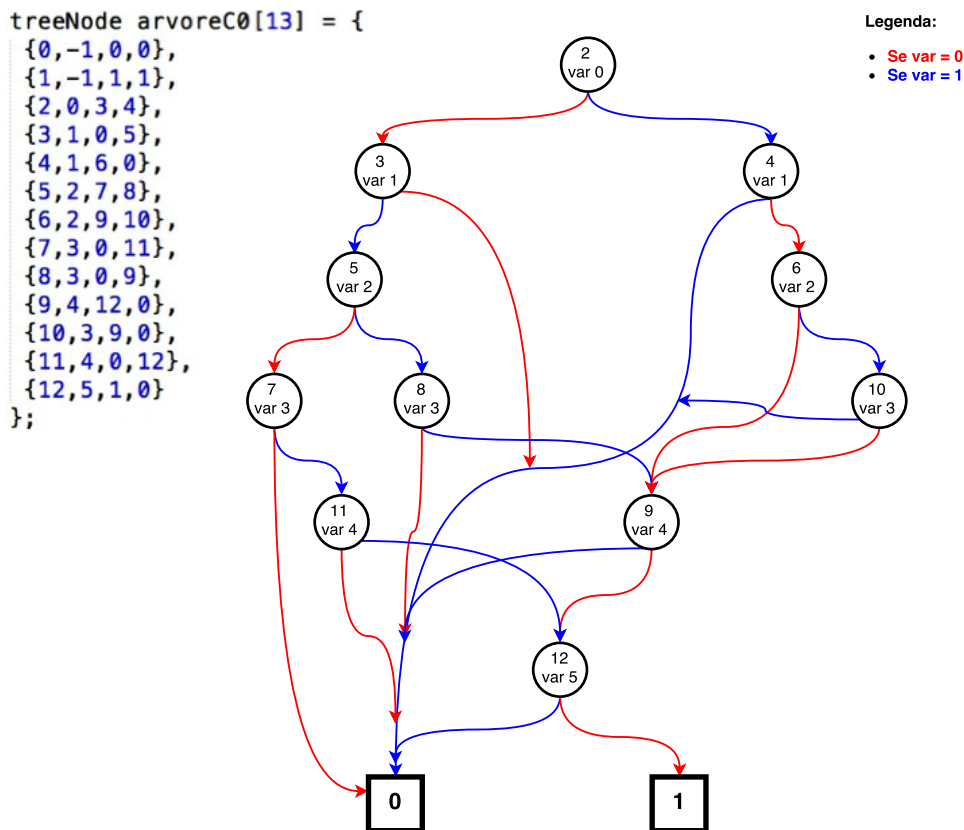 treeNode arvoreC0[13] = {
{0,-1,0,0},
{1,-1,1,1},
{2,0,3,4},
{3,1,0,5},
{4,1,6,0},
{5,2,7,8},
{6,2,9,10},
{7,3,0,11},
{8,3,0,9},
{9,4,12,0},
{10,3,9,0},
{11,4,0,12},
{12,5,1,0}
};
Legenda:
• Se var = 0
• Se var = 1
2
var 0
3
var 1
4
var 1
5
var 2
6
var 2
7
var 3
8
var 3
10
var 3
11
var 4
9
var 4
12
var 5
0
1